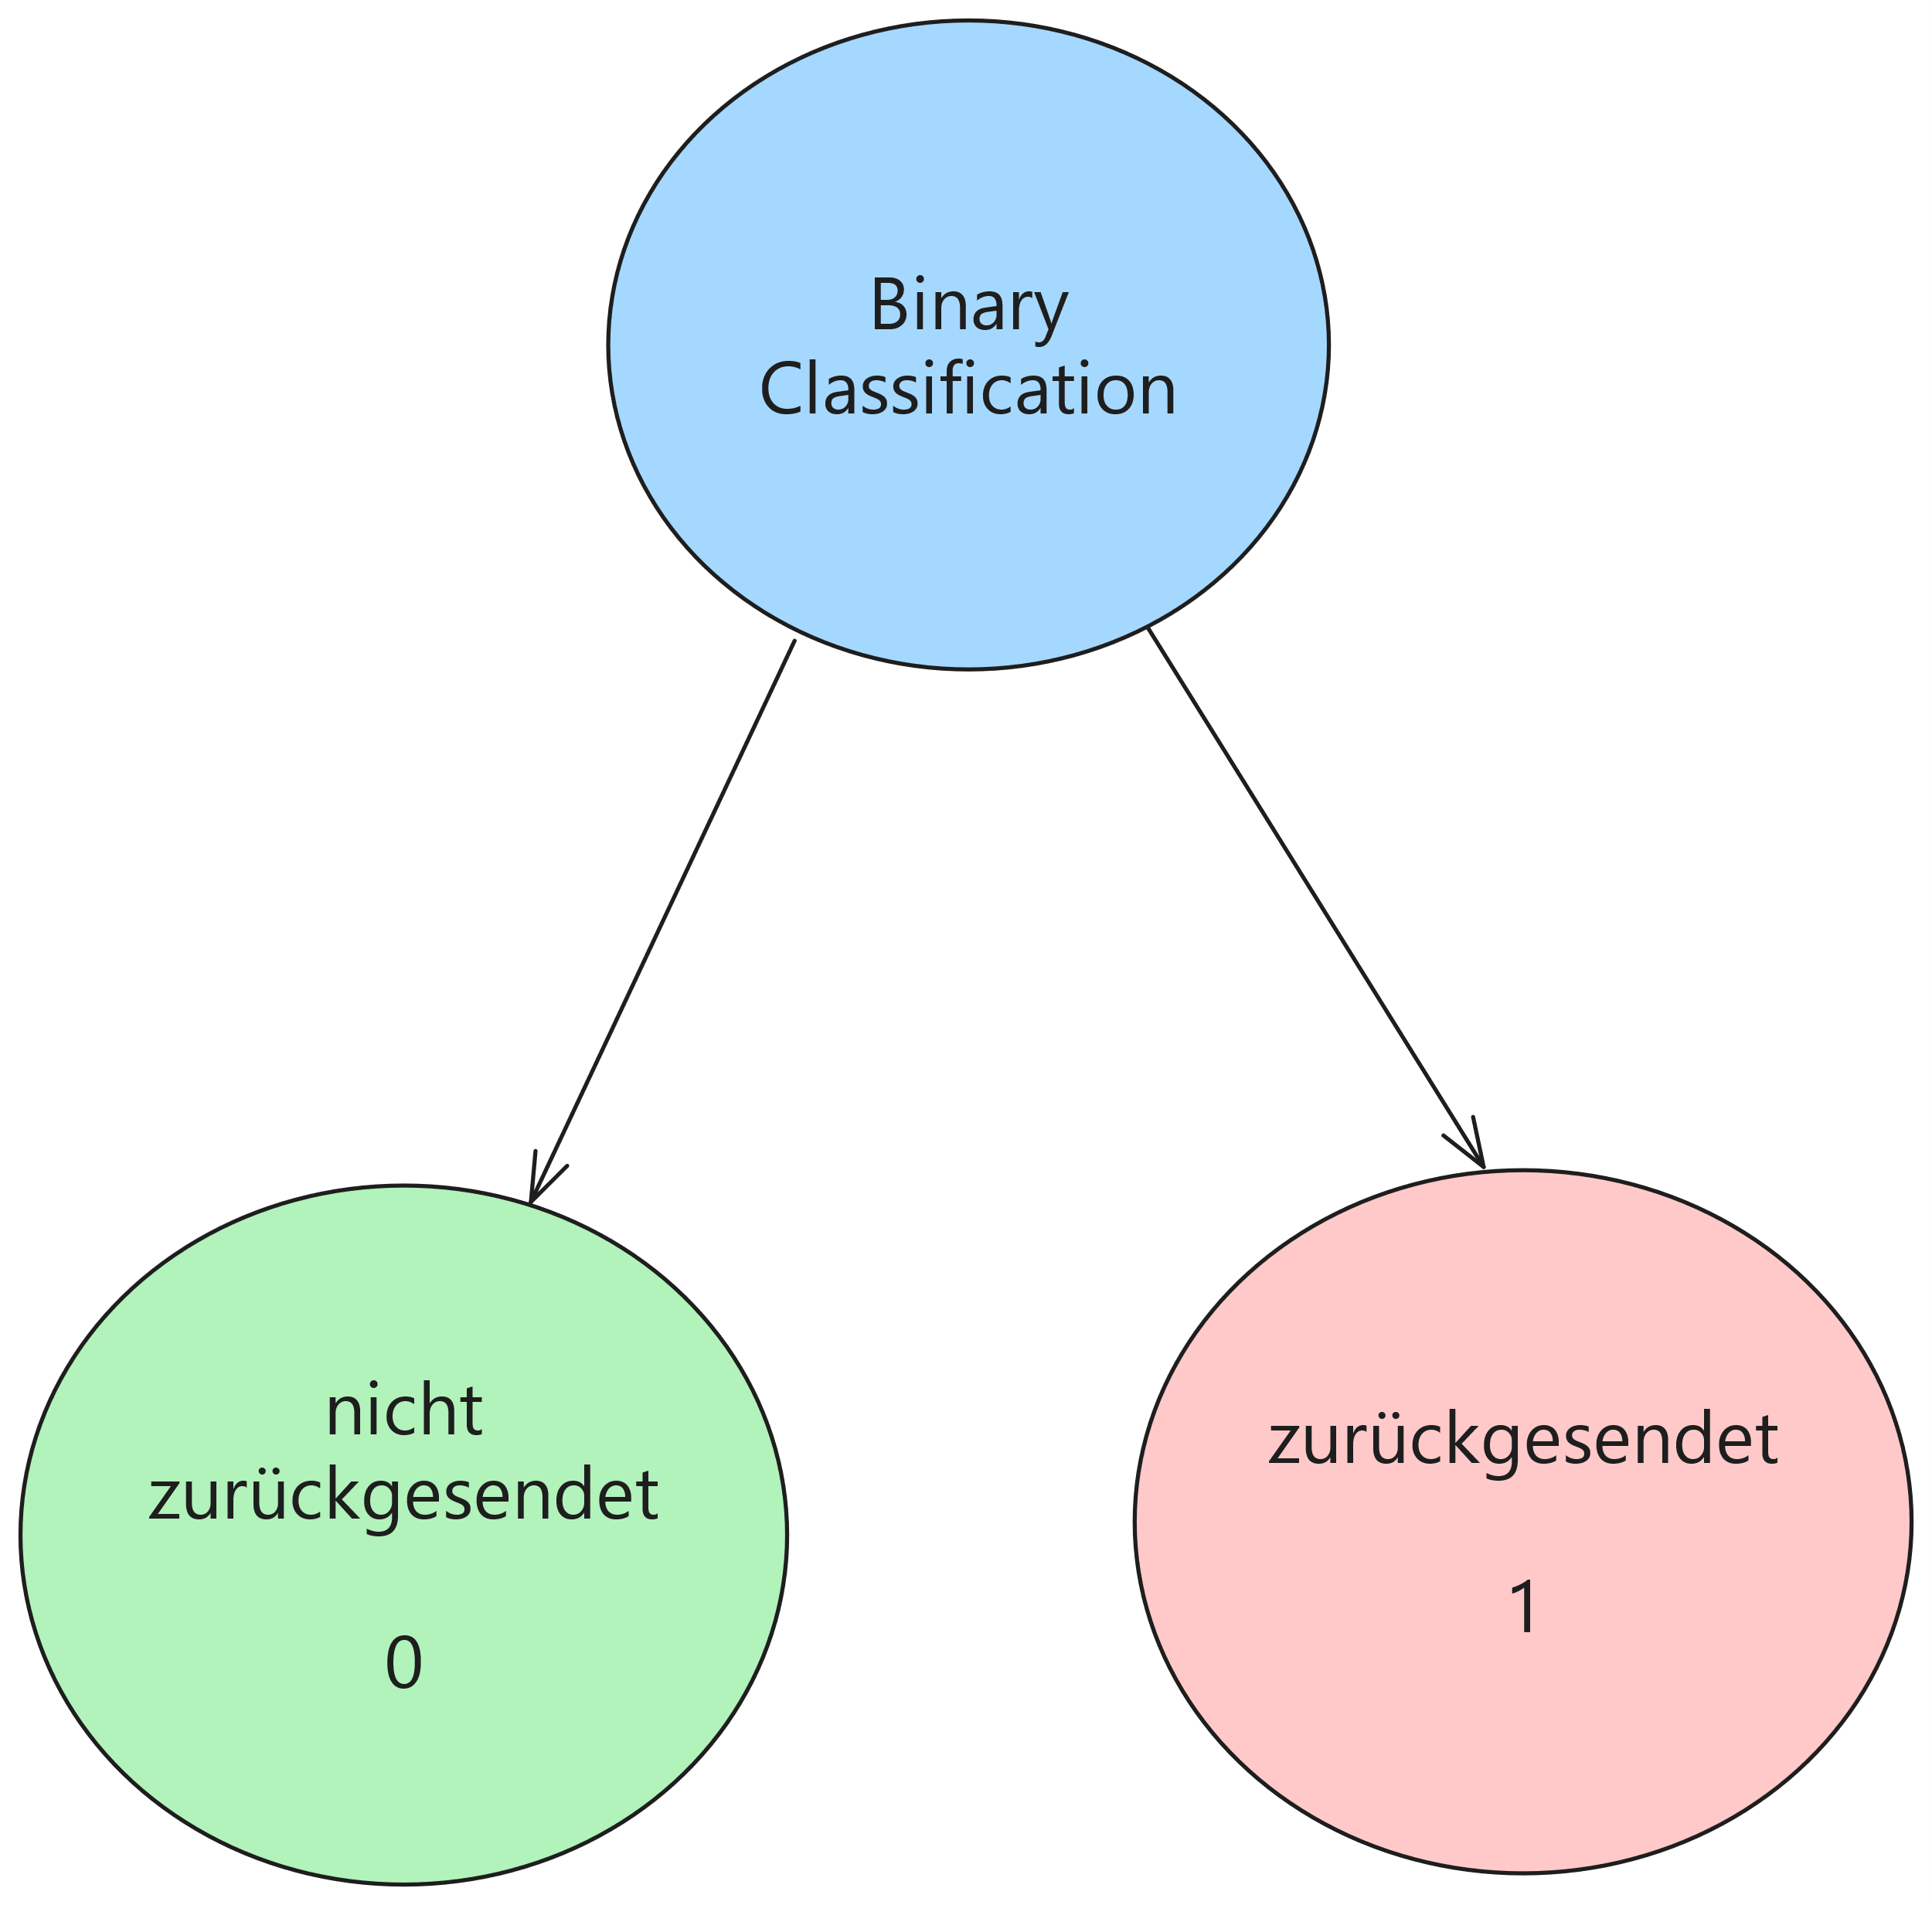 Binary
Classification
nicht
zurückgesendet
0
zurückgesendet
1